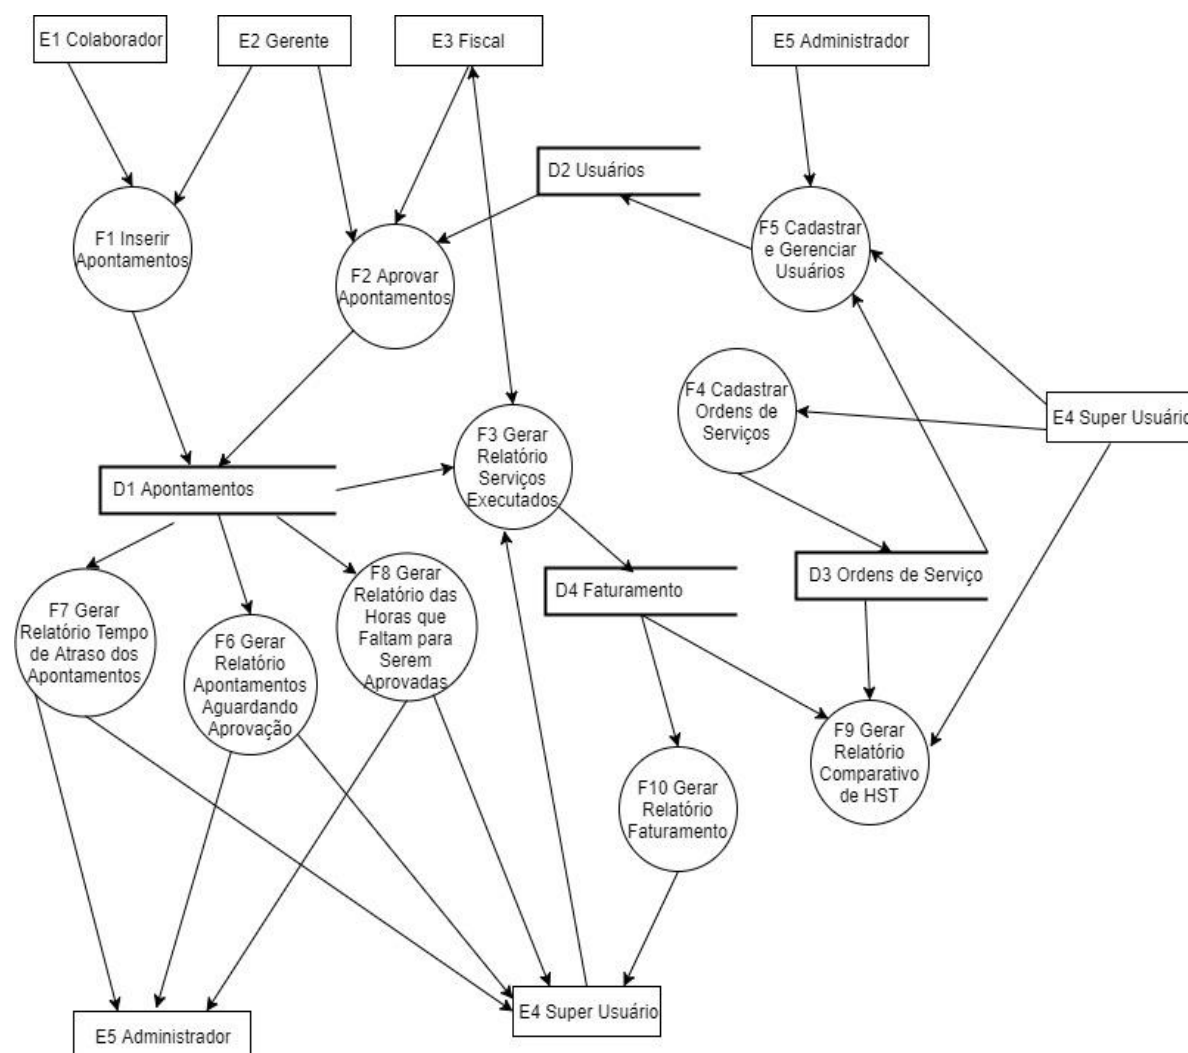 E1 Colaborador
E2 Gerente
E3 Fiscal
E5 Administrador
D2 Usuários
F1 Inserir
Apontamentos
F2 Aprovar
Apontamentos
F5 Cadastrar
e Gerenciar
Usuários
F4 Cadastrar
Ordens de
Serviços
E4 Super Usuário
F3 Gerar
Relatório
Serviços
Executados
D1 Apontamentos
D4 Faturamento
D3 Ordens de Serviço
F7 Gerar
Relatório Tempo
de Atraso dos
Apontamentos
F6 Gerar
Relatório
Apontamentos
Aguardando
Aprovação
F8 Gerar
Relatório das
Horas que
Faltam para
Serem
Aprovadas
F10 Gerar
Relatório
Faturamento
F9 Gerar
Relatório
Comparativo
de HST
E5 Administrador
E4 Super Usuário